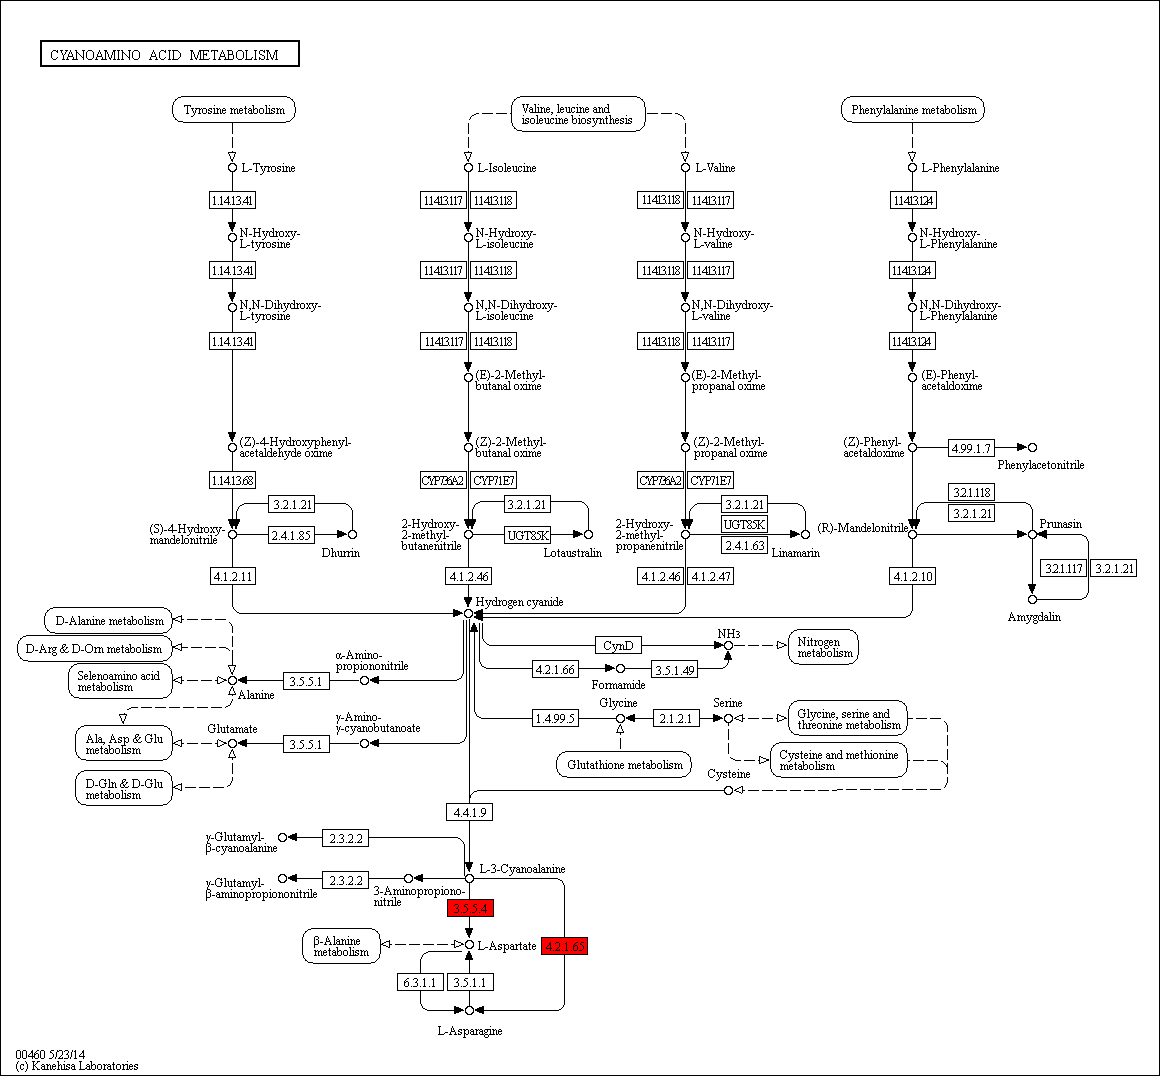 CYANOAMINO ACID METABOLISM
Tyrosine metabolism
Valine, leucine and
isoleucine biosynthesis
Phenylalanine metabolism
L-Tyrosine
L-Isoleucine
L-Valine
L-Phenylalanine
1.14.13.41
1.14.13.117
1.14.13.118
1.14.13.118
1.14.13.117
1.14.13.124
N-Hydroxy-
L-tyrosine
N-Hydroxy-
L-isoleucine
N-Hydroxy-
L-valine
N-Hydroxy-
L-Phenylalanine
1.14.13.41
1.14.13.117
1.14.13.118
1.14.13.118
1.14.13.117
1.14.13.124
N,N-Dihydroxy-
L-tyrosine
N,N-Dihydroxy-
L-isoleucine
N,N-Dihydroxy-
L-valine
N,N-Dihydroxy-
L-Phenylalanine
1.14.13.41
1.14.13.117
1.14.13.118
1.14.13.118
1.14.13.117
1.14.13.124
(E)-2-Methyl-
butanal oxime
(E)-2-Methyl-
propanal oxime
(E)-Phenyl-
acetaldoxime
(Z)-4-Hydroxyphenyl-
acetaldehyde oxime
(Z)-2-Methyl-
butanal oxime
(Z)-2-Methyl-
propanal oxime
(Z)-Phenyl-
acetaldoxime
4.99.1.7
Phenylacetonitrile
1.14.13.68
CYP736A2
CYP71E7
CYP736A2
CYP71E7
3.2.1.21
3.2.1.21
3.2.1.21
3.2.1.118
3.2.1.21
(S)-4-Hydroxy-
mandelonitrile
2.4.1.85
Dhurrin
2-Hydroxy-
2-methyl-
butanenitrile
UGT85K
Lotaustralin
2-Hydroxy-
2-methyl-
propanenitrile
UGT85K
2.4.1.63
Linamarin
(R)-Mandelonitrile
Prunasin
4.1.2.11
4.1.2.46
4.1.2.46
4.1.2.47
4.1.2.10
3.2.1.117
3.2.1.21
Amygdalin
Hydrogen cyanide
D-Alanine metabolism
D-Arg & D-Orn metabolism
Selenoamino acid
metabolism
Alanine
3.5.5.1
α-Amino-
propiononitrile
CynD
NH3
Nitrogen
metabolism
4.2.1.66
Formamide
3.5.1.49
Ala, Asp & Glu
metabolism
Glutamate
3.5.5.1
γ-Amino-
γ-cyanobutanoate
1.4.99.5
Glycine
2.1.2.1
Serine
Glycine, serine and
threonine metabolism
Glutathione metabolism
Cysteine and methionine
metabolism
D-Gln & D-Glu
metabolism
Cysteine
4.4.1.9
γ-Glutamyl-
β-cyanoalanine
2.3.2.2
L-3-Cyanoalanine
γ-Glutamyl-
β-aminopropiononitrile
2.3.2.2
3-Aminopropiono-
nitrile
3.5.5.4
β-Alanine
metabolism
L-Aspartate
4.2.1.65
6.3.1.1
3.5.1.1
L-Asparagine
00460 5/23/14
(c) Kanehisa Laboratories